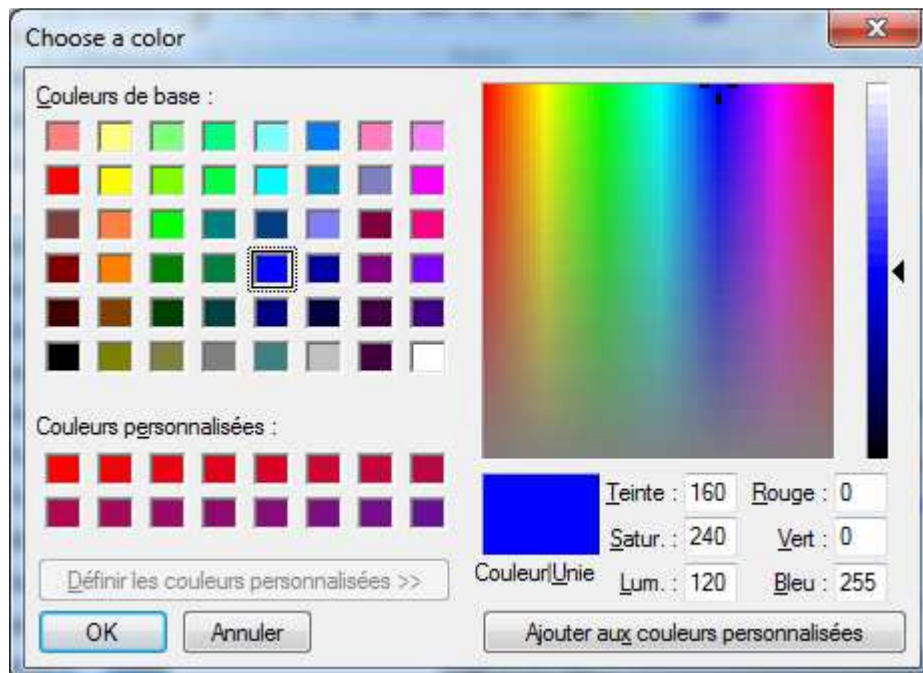 Choose a color
Couleurs de base :
Couleurs personnalisées :
Teinte : 160 Rouge : 0
Satur. : 240 Vert : 0
Couleur|Unie Lum. : 120 Bleu : 255
Définir les couleurs personnalisées >>
OK Annuler Ajouter aux couleurs personnalisées